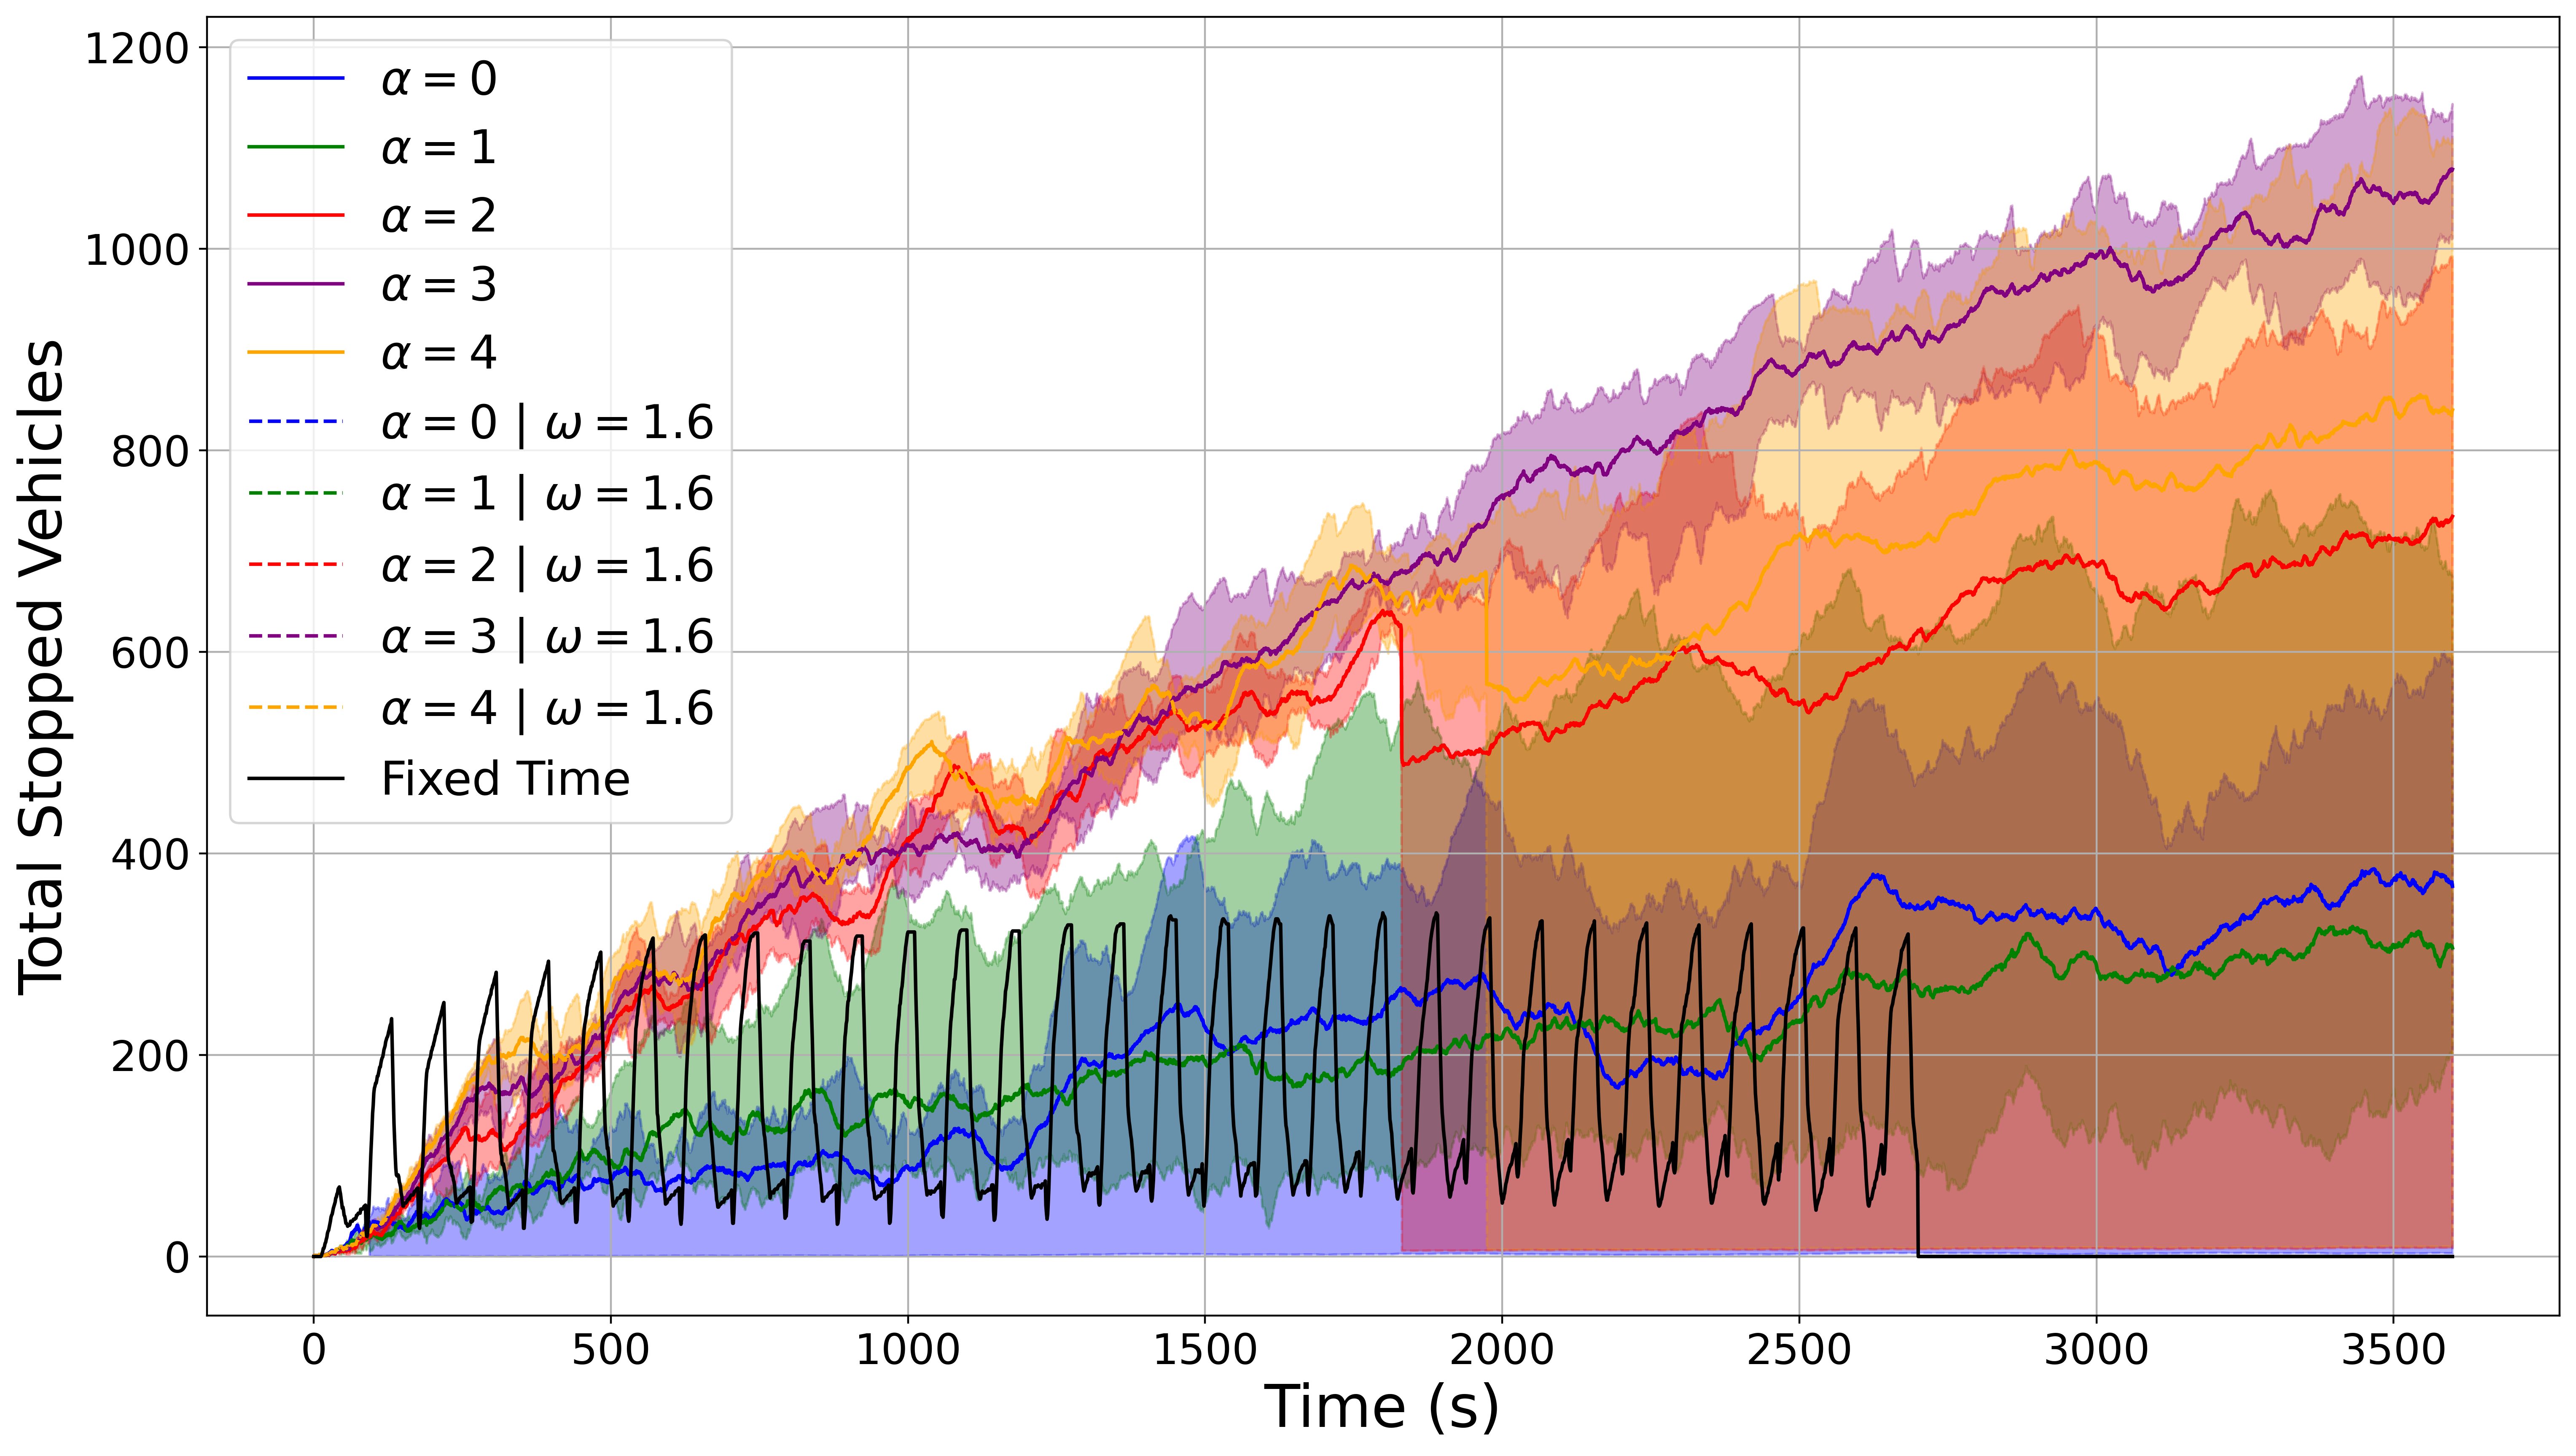 Total Stopped Vehicles
1200
1000
800
600
400
200
0
α = 0
α = 1
α = 2
α = 3
α = 4
α = 0 | ω = 1.6
α = 1 | ω = 1.6
α = 2 | ω = 1.6
α = 3 | ω = 1.6
α = 4 | ω = 1.6
Fixed Time
0 500 1000 1500 2000 2500 3000 3500
Time (s)